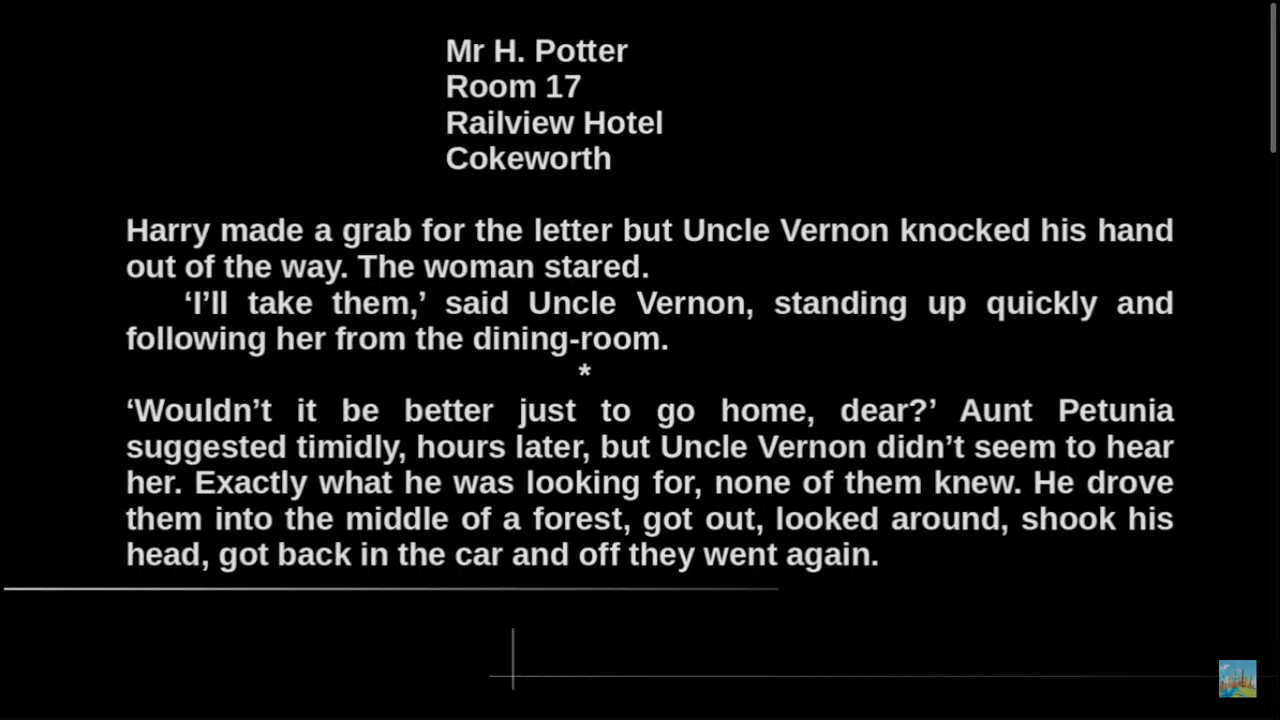 Mr H. Potter
Room 17
Railview Hotel
Cokeworth
Harry made a grab for the letter but Uncle Vernon knocked his hand
out of the way. The woman stared.
‘I’ll take them,’ said Uncle Vernon, standing up quickly and
following her from the dining-room.
*
‘Wouldn’t it be better just to go home, dear?’ Aunt Petunia
suggested timidly, hours later, but Uncle Vernon didn’t seem to hear
her. Exactly what he was looking for, none of them knew. He drove
them into the middle of a forest, got out, looked around, shook his
head, got back in the car and off they went again.